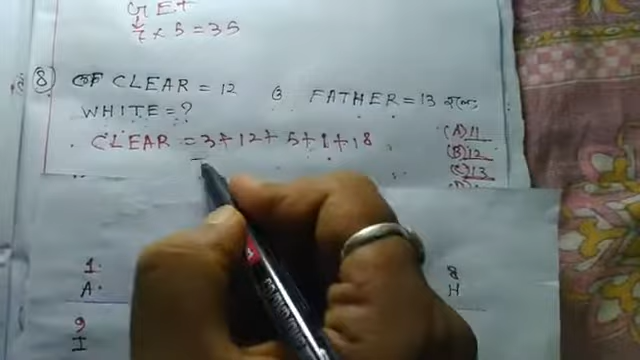 GET
7 × 5 = 35
(8) CLEAR = 12 ও FATHER = 13 হলে
WHITE = ?
(A) 11
CLEAR = 3 + 12 + 5 + 1 + 18
(B) 12
(C) 13
1. 8
A. H
9
I